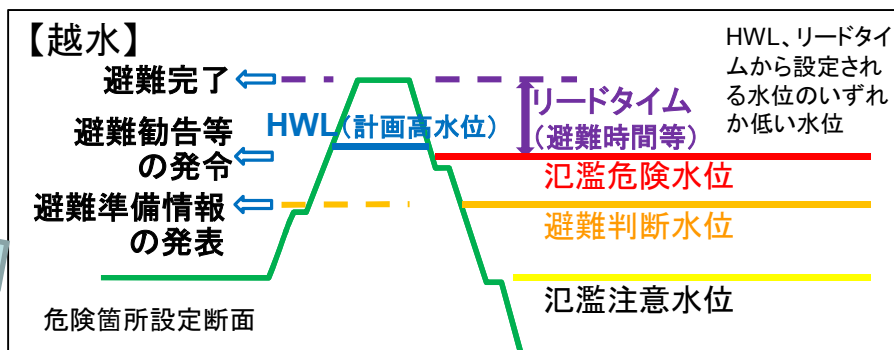 【越水】
避難完了
避難勧告等
の発令
避難準備情報
の発表
危険箇所設定断面
HWL(計画高水位)
リードタイム
(避難時間等)
氾濫危険水位
避難判断水位
氾濫注意水位
HWL、リードタイ
ムから設定され
る水位のいずれ
か低い水位